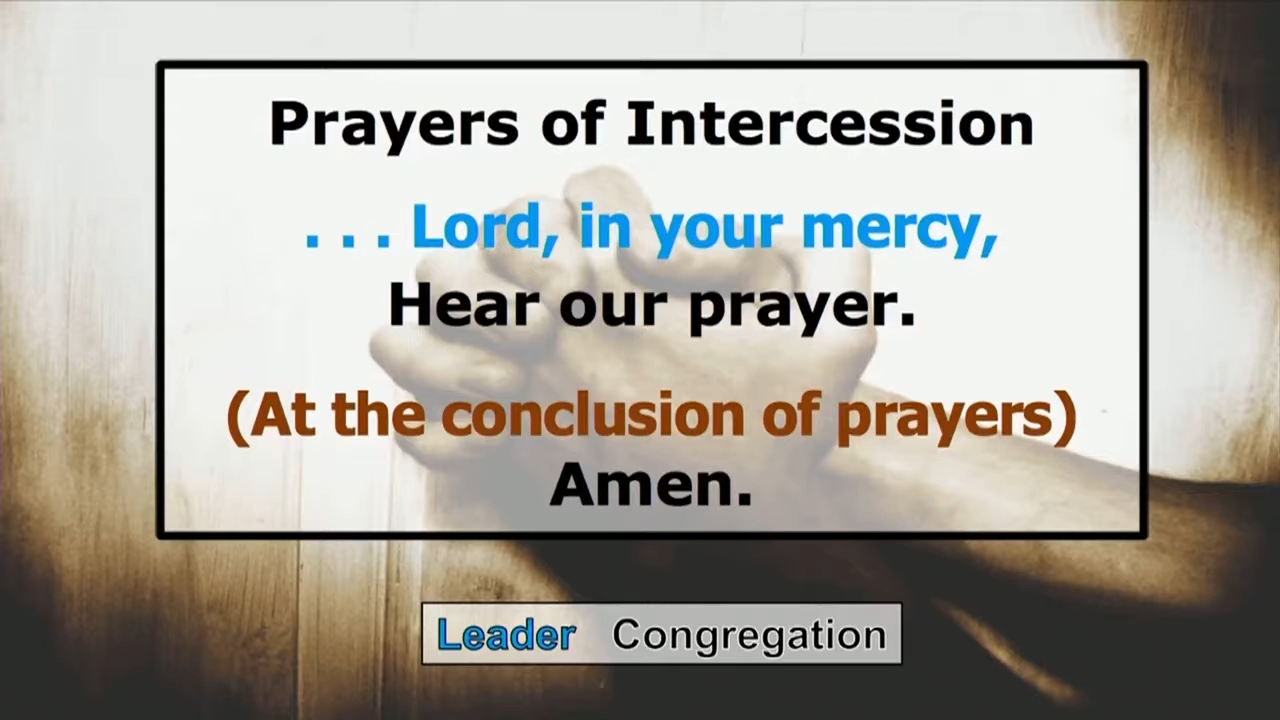 Prayers of Intercession
. . . Lord, in your mercy,
Hear our prayer.
(At the conclusion of prayers)
Amen.
Leader Congregation